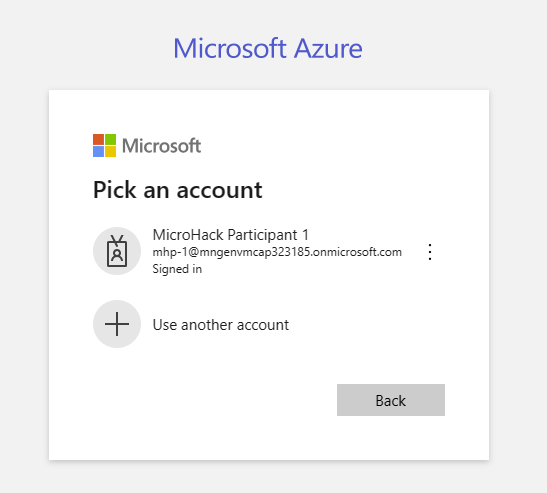 Microsoft Azure
Microsoft
Pick an account
MicroHack Participant 1
mhp-1@mngenvmcap323185.onmicrosoft.com
Signed in
Use another account
Back